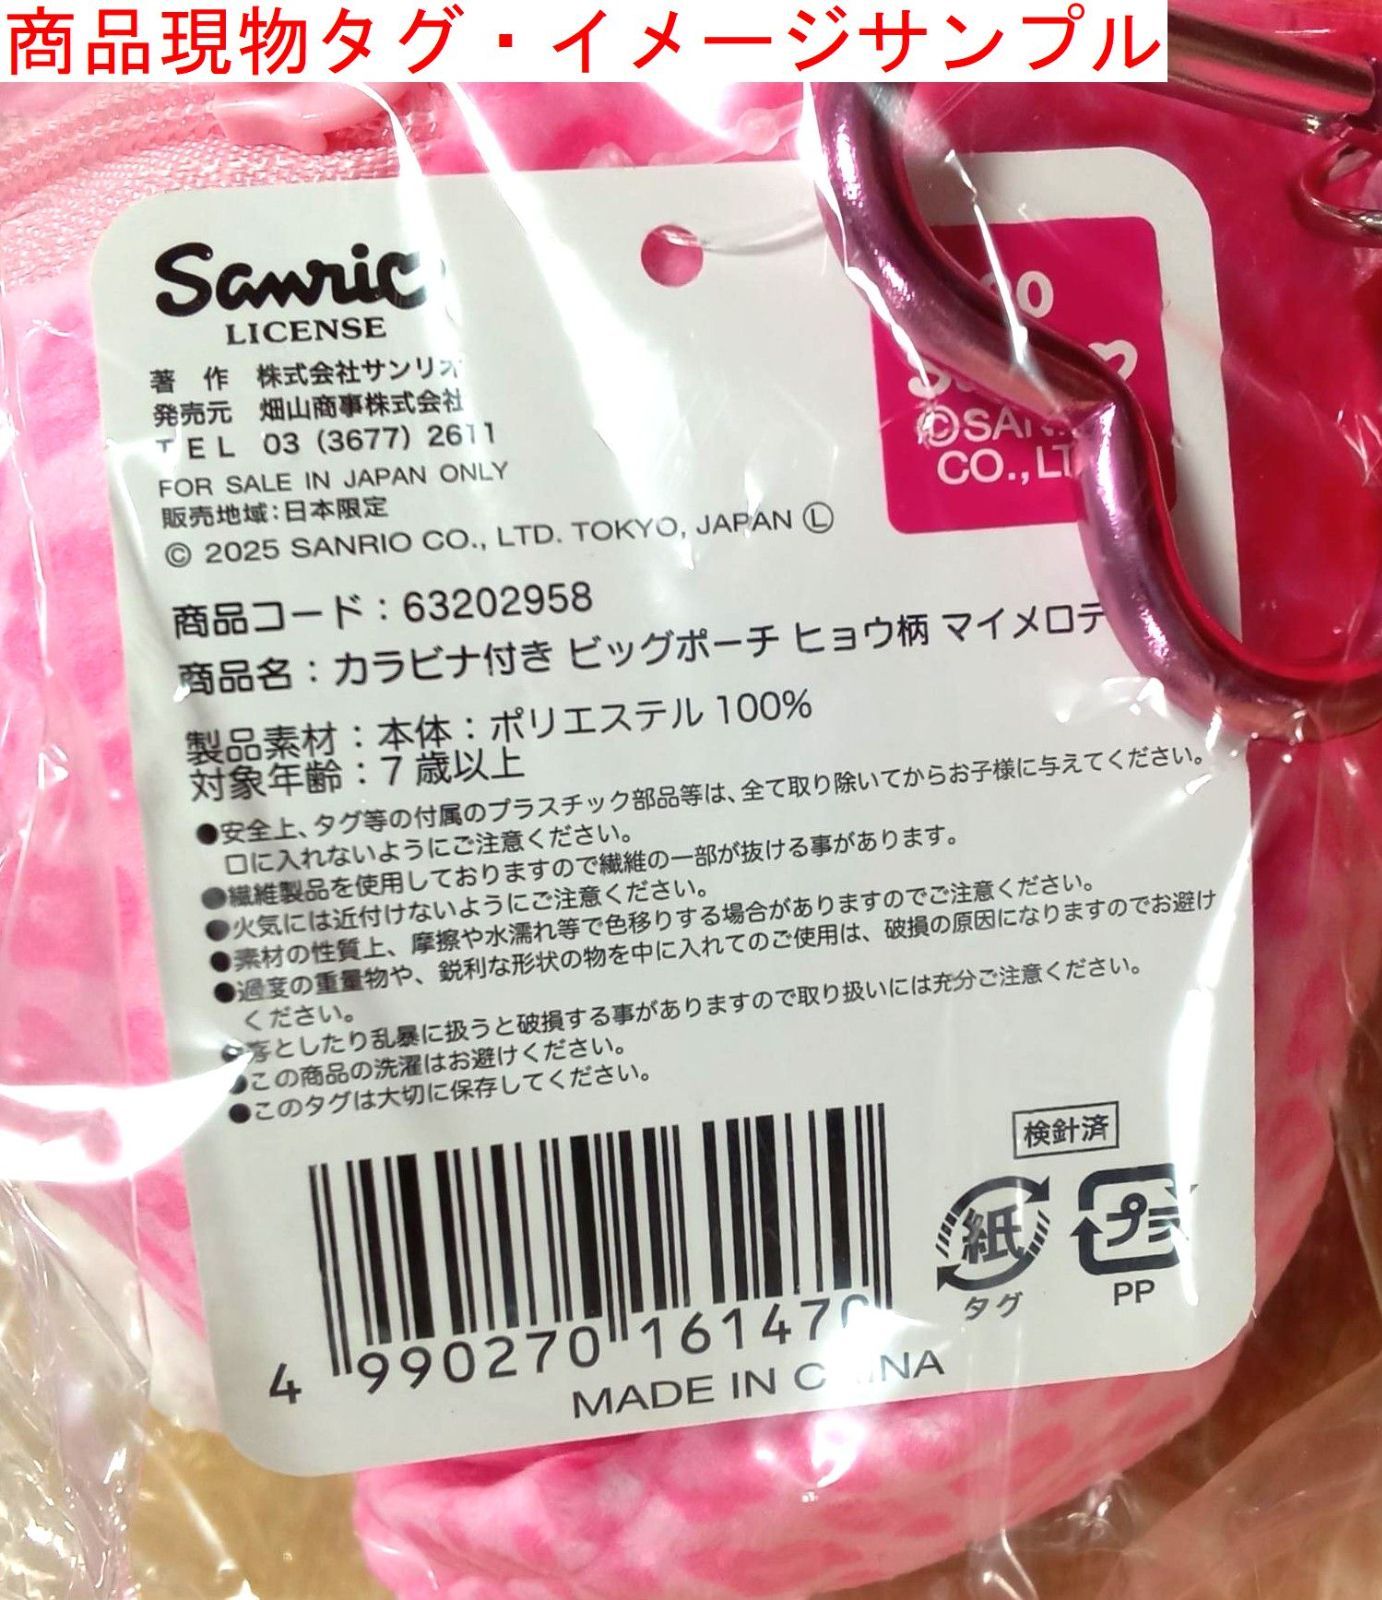 商品現物タグ・イメージサンプル
Sanrio
LICENSE
著 作 株式会社サンリオ
発売元 畑山商事株式会社
TEL 03 (3677) 2611
FOR SALE IN JAPAN ONLY
販売地域:日本限定
© 2025 SANRIO CO., LTD. TOKYO, JAPAN Ⓛ
©SAN
CO., LT
商品コード:63202958
商品名:カラビナ付き ビッグポーチ ヒョウ柄 マイメロデ
製品素材:本体:ポリエステル 100%
対象年齢:7 歳以上
●安全上、タグ等の付属のプラスチック部品等は、全て取り除いてからお子様に与えてください。
口に入れないようにご注意ください。
●繊維製品を使用しておりますので繊維の一部が抜ける事があります。
●火気には近付けないようにご注意ください。
●素材の性質上、摩擦や水濡れ等で色移りする場合がありますのでご注意ください。
●過度の重量物や、鋭利な形状の物を中に入れてのご使用は、破損の原因になりますのでお避け
ください。
●落としたり乱暴に扱うと破損する事がありますので取り扱いには充分ご注意ください。
●この商品の洗濯はお避けください。
●このタグは大切に保存してください。
検針済
紙
タグ
プラ
PP
4 990270 161470
MADE IN CHINA